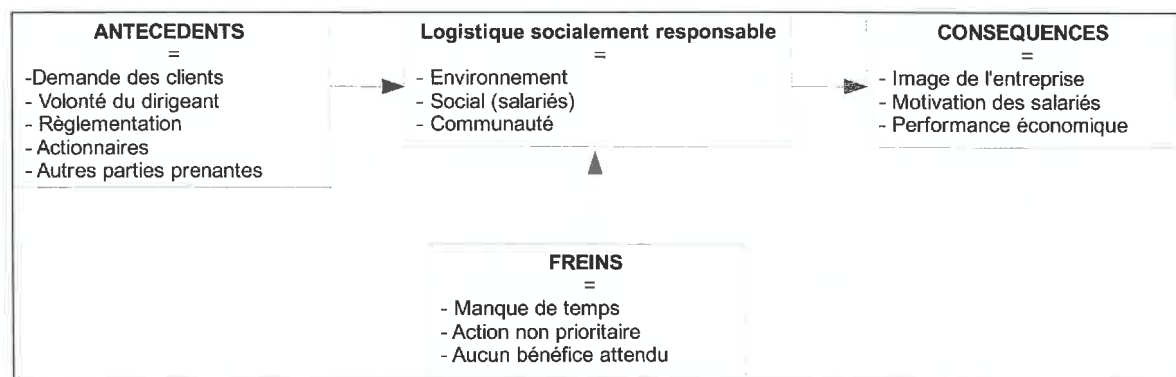 ANTECEDENTS
=
-Demande des clients
- Volonté du dirigeant
- Règlementation
- Actionnaires
- Autres parties prenantes
Logistique socialement responsable
=
- Environnement
- Social (salariés)
- Communauté
CONSEQUENCES
=
- Image de l'entreprise
- Motivation des salariés
- Performance économique
FREINS
=
- Manque de temps
- Action non prioritaire
- Aucun bénéfice attendu